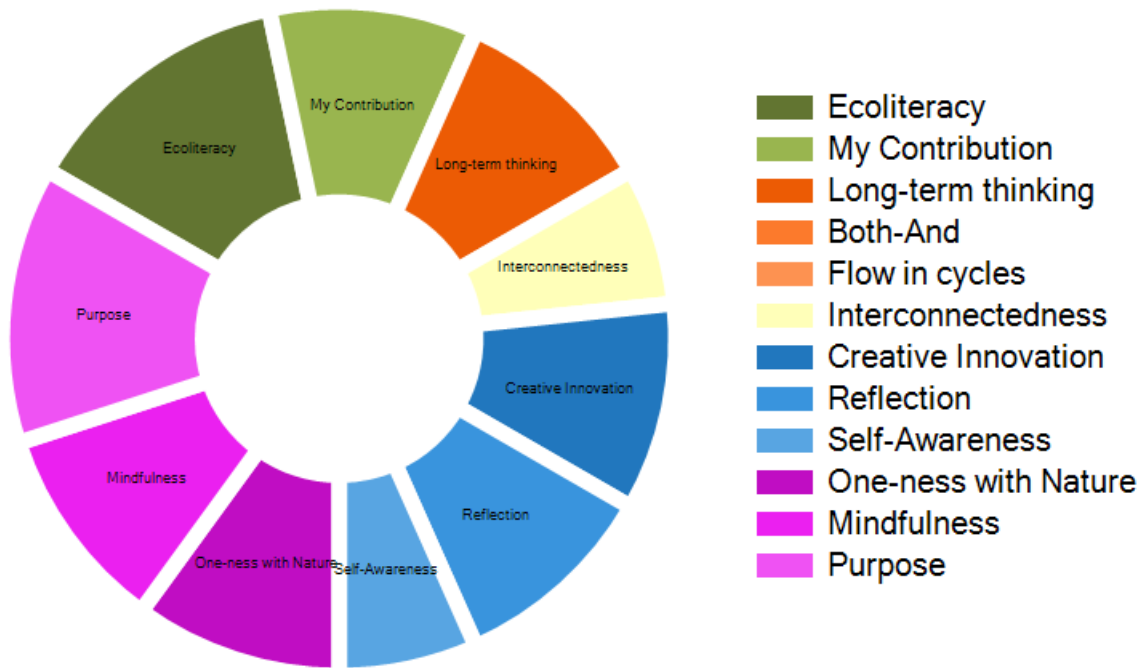 My Contribution
Ecoliteracy
Long-term thinking
Interconnectedness
Purpose
Creative Innovation
Mindfulness
Reflection
One-ness with Nature
Self-Awareness
Ecoliteracy
My Contribution
Long-term thinking
Both-And
Flow in cycles
Interconnectedness
Creative Innovation
Reflection
Self-Awareness
One-ness with Nature
Mindfulness
Purpose